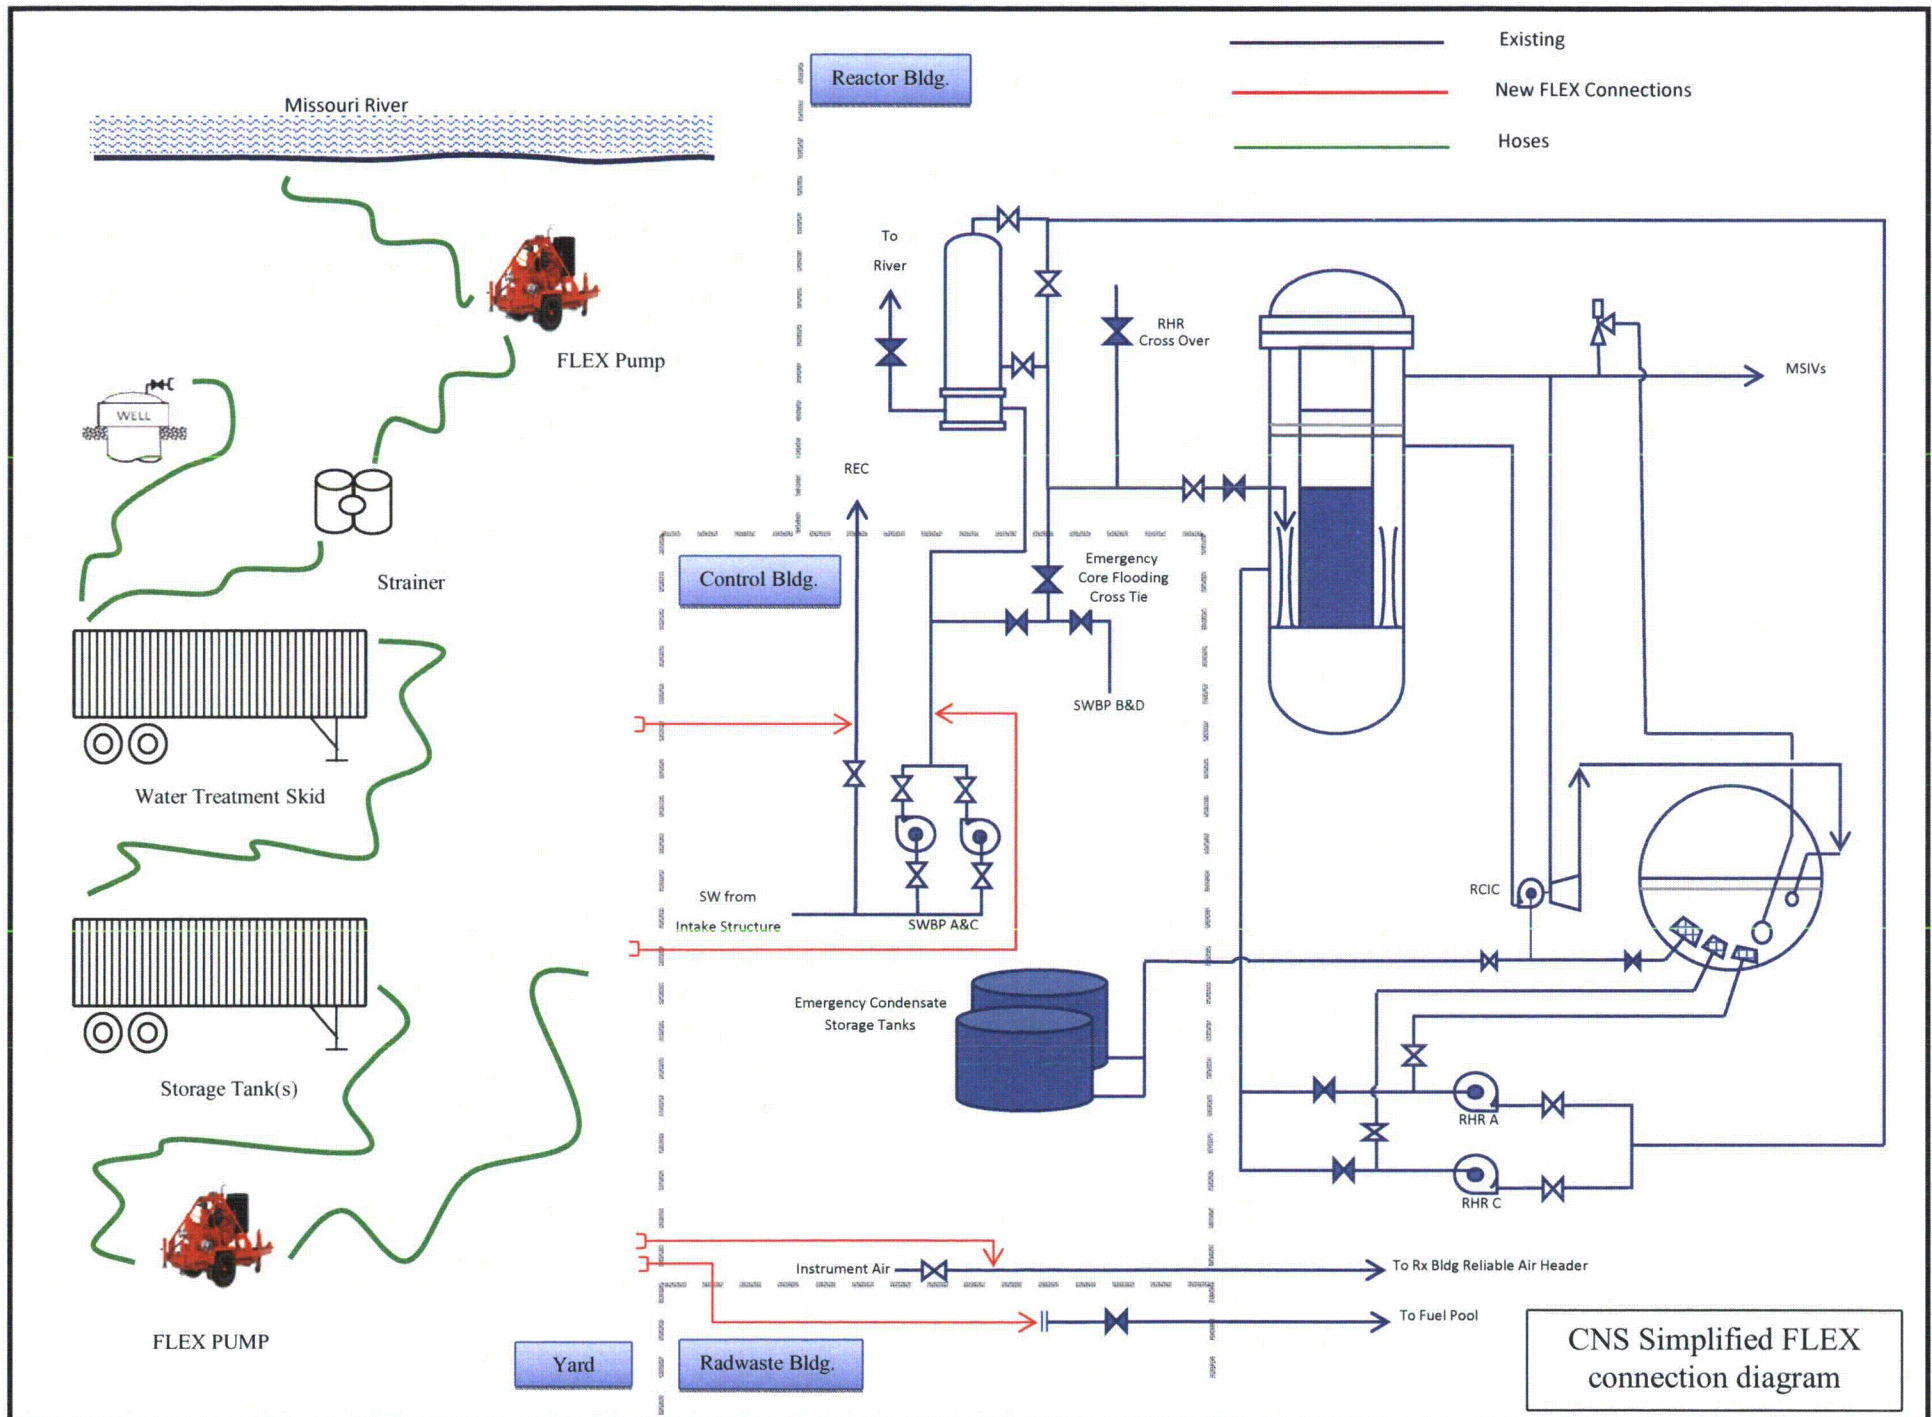 Existing
New FLEX Connections
Hoses
Reactor Bldg.
Missouri River
To
River
RHR
Cross Over
FLEX Pump
MSIVs
WELL
REC
Strainer
Control Bldg.
Emergency
Core Flooding
Cross Tie
SWBP B&D
Water Treatment Skid
SW from
Intake Structure
SWBP A&C
RCIC
Emergency Condensate
Storage Tanks
Storage Tank(s)
RHR A
RHR C
Instrument Air
To Rx Bldg Reliable Air Header
To Fuel Pool
FLEX PUMP
Yard
Radwaste Bldg.
CNS Simplified FLEX
connection diagram